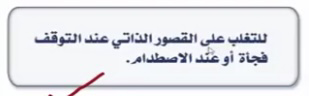 للتغلب على القصور الذاتي عند التوقف
فجأة أو عند الاصطدام.